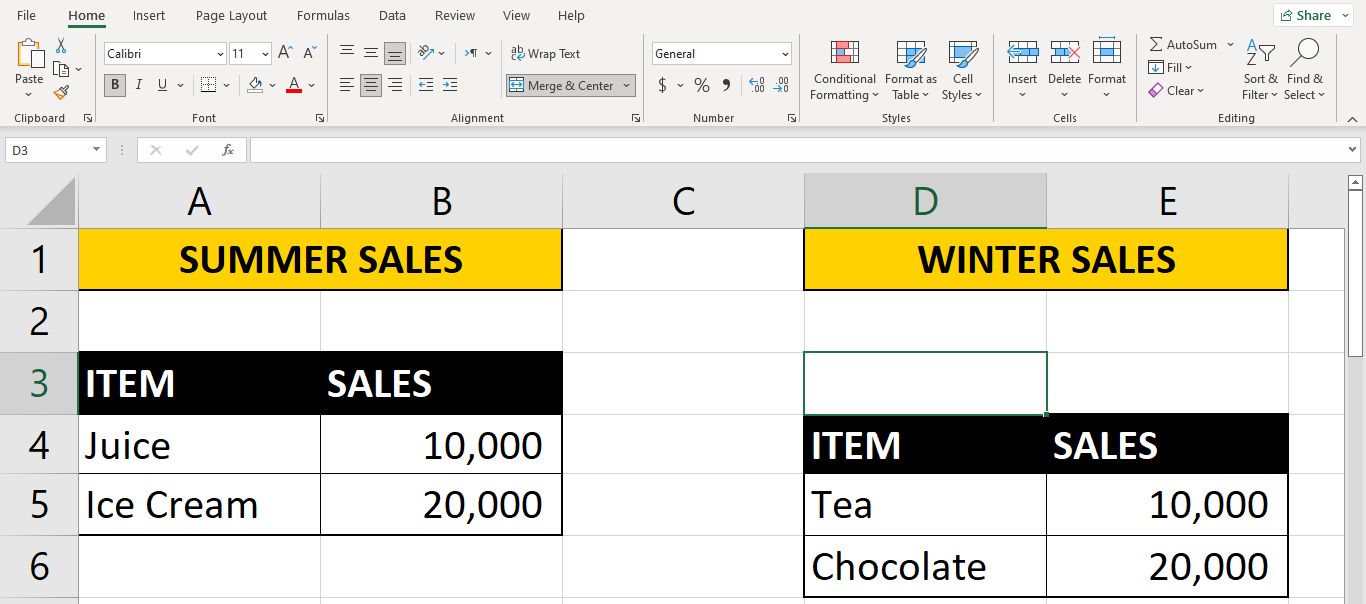 File Home Insert Page Layout Formulas Data Review View Help Share
Calibri 11 ab Wrap Text General AutoSum
Paste Conditional Format as Cell Insert Delete Format Fill Sort & Find &
B I U A Merge & Center $ % 9 Formatting Table Styles Clear Filter Select
Clipboard Font Alignment Number Styles Cells Editing
D3 fx
A B C D E
1 SUMMER SALES WINTER SALES
2
3 ITEM SALES
4 Juice 10,000 ITEM SALES
5 Ice Cream 20,000 Tea 10,000
6 Chocolate 20,000